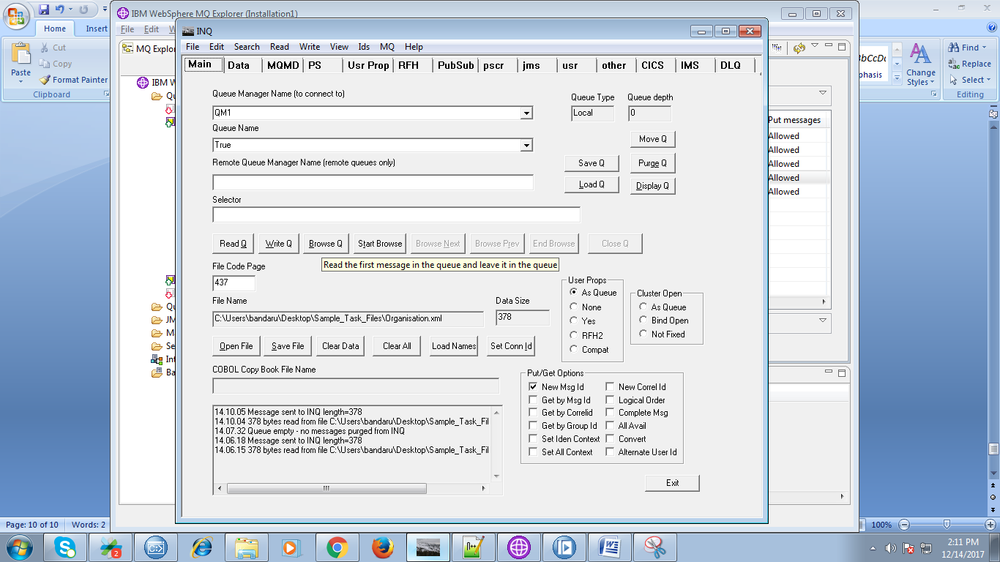 IBM WebSphere MQ Explorer (Installation1)
Home Insert
File Edit
INQ
File Edit Search Read Write View Ids MQ Help
Main Data MQMD PS Usr Prop RFH PubSub pscr jms usr other CICS IMS DLQ
Paste
Cut
Copy
Format Painter
Clipboard
MQ Explor
IBM W
Qu
Qu
JM
Ma
Se
Int
Ba
Queue Manager Name (to connect to)
QM1
Queue Name
True
Remote Queue Manager Name (remote queues only)
Selector
Queue Type Queue depth
Local 0
Move Q
Save Q Purge Q
Load Q Display Q
Read Q Write Q Browse Q Start Browse Browse Next Browse Prev End Browse Close Q
Read the first message in the queue and leave it in the queue
File Code Page
437
File Name Data Size
C:\Users\bandaru\Desktop\Sample_Task_Files\Organisation.xml 378
Open File Save File Clear Data Clear All Load Names Set Conn Id
COBOL Copy Book File Name
14.10.05 Message sent to INQ length=378
14.10.04 378 bytes read from file C:\Users\bandaru\Desktop\Sample_Task_Fil
14.07.32 Queue empty - no messages purged from INQ
14.06.18 Message sent to INQ length=378
14.06.15 378 bytes read from file C:\Users\bandaru\Desktop\Sample_Task_Fil
User Props
As Queue
None
Yes
RFH2
Compat
Cluster Open
As Queue
Bind Open
Not Fixed
Put/Get Options
New Msg Id New Correl Id
Get by Msg Id Logical Order
Get by Correlid Complete Msg
Get by Group Id All Avail
Set Iden Context Convert
Set All Context Alternate User Id
Exit
Put messages
Allowed
Allowed
Allowed
Allowed
Allowed
bCcDc
phasis
Change
Styles
Find
Replace
Select
Editing
Page: 10 of 10 Words: 2
100%
2
2:11 PM
12/14/2017